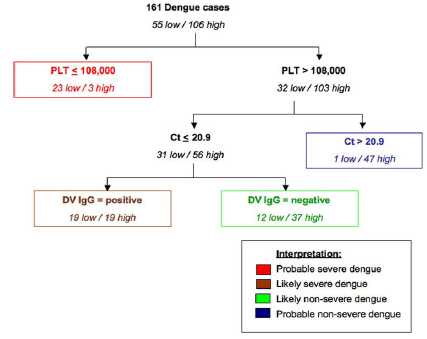 161 Dengue cases
55 low / 106 high
PLT ≤ 108,000
23 low / 3 high
PLT > 108,000
32 low / 103 high
Ct ≤ 20.9
31 low / 56 high
Ct > 20.9
1 low / 47 high
DV IgG = positive
19 low / 19 high
DV IgG = negative
12 low / 37 high
Interpretation:
Probable severe dengue
Likely severe dengue
Likely non-severe dengue
Probable non-severe dengue